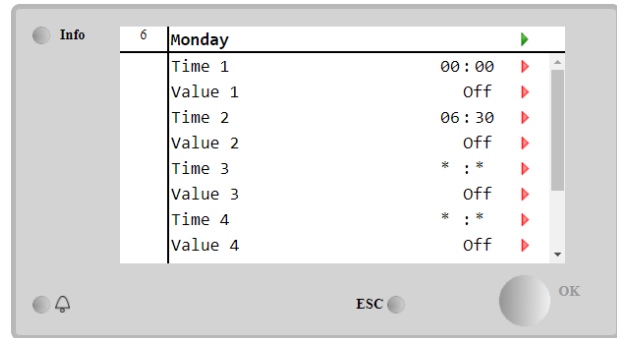 Info
6 Monday
Time 1 00:00
Value 1 Off
Time 2 06:30
Value 2 Off
Time 3 * :*
Value 3 Off
Time 4 * :*
Value 4 Off
ESC
OK